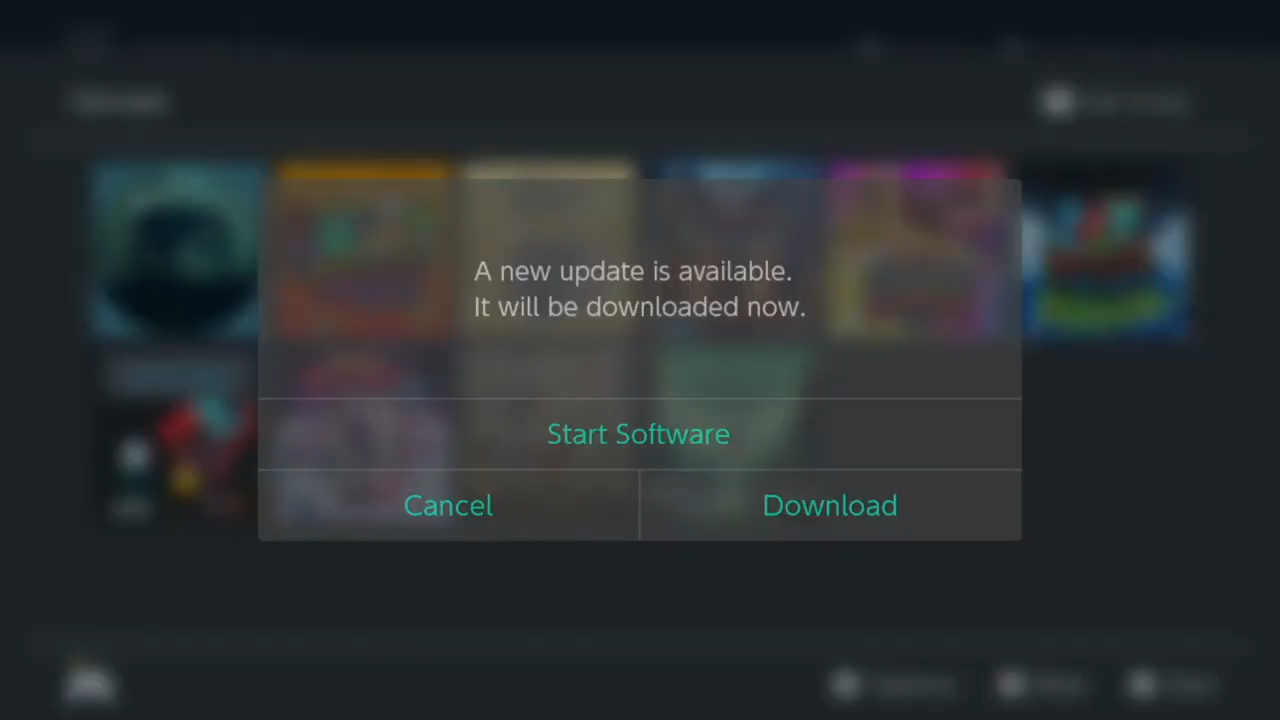 A new update is available.
It will be downloaded now.
Start Software
Cancel
Download